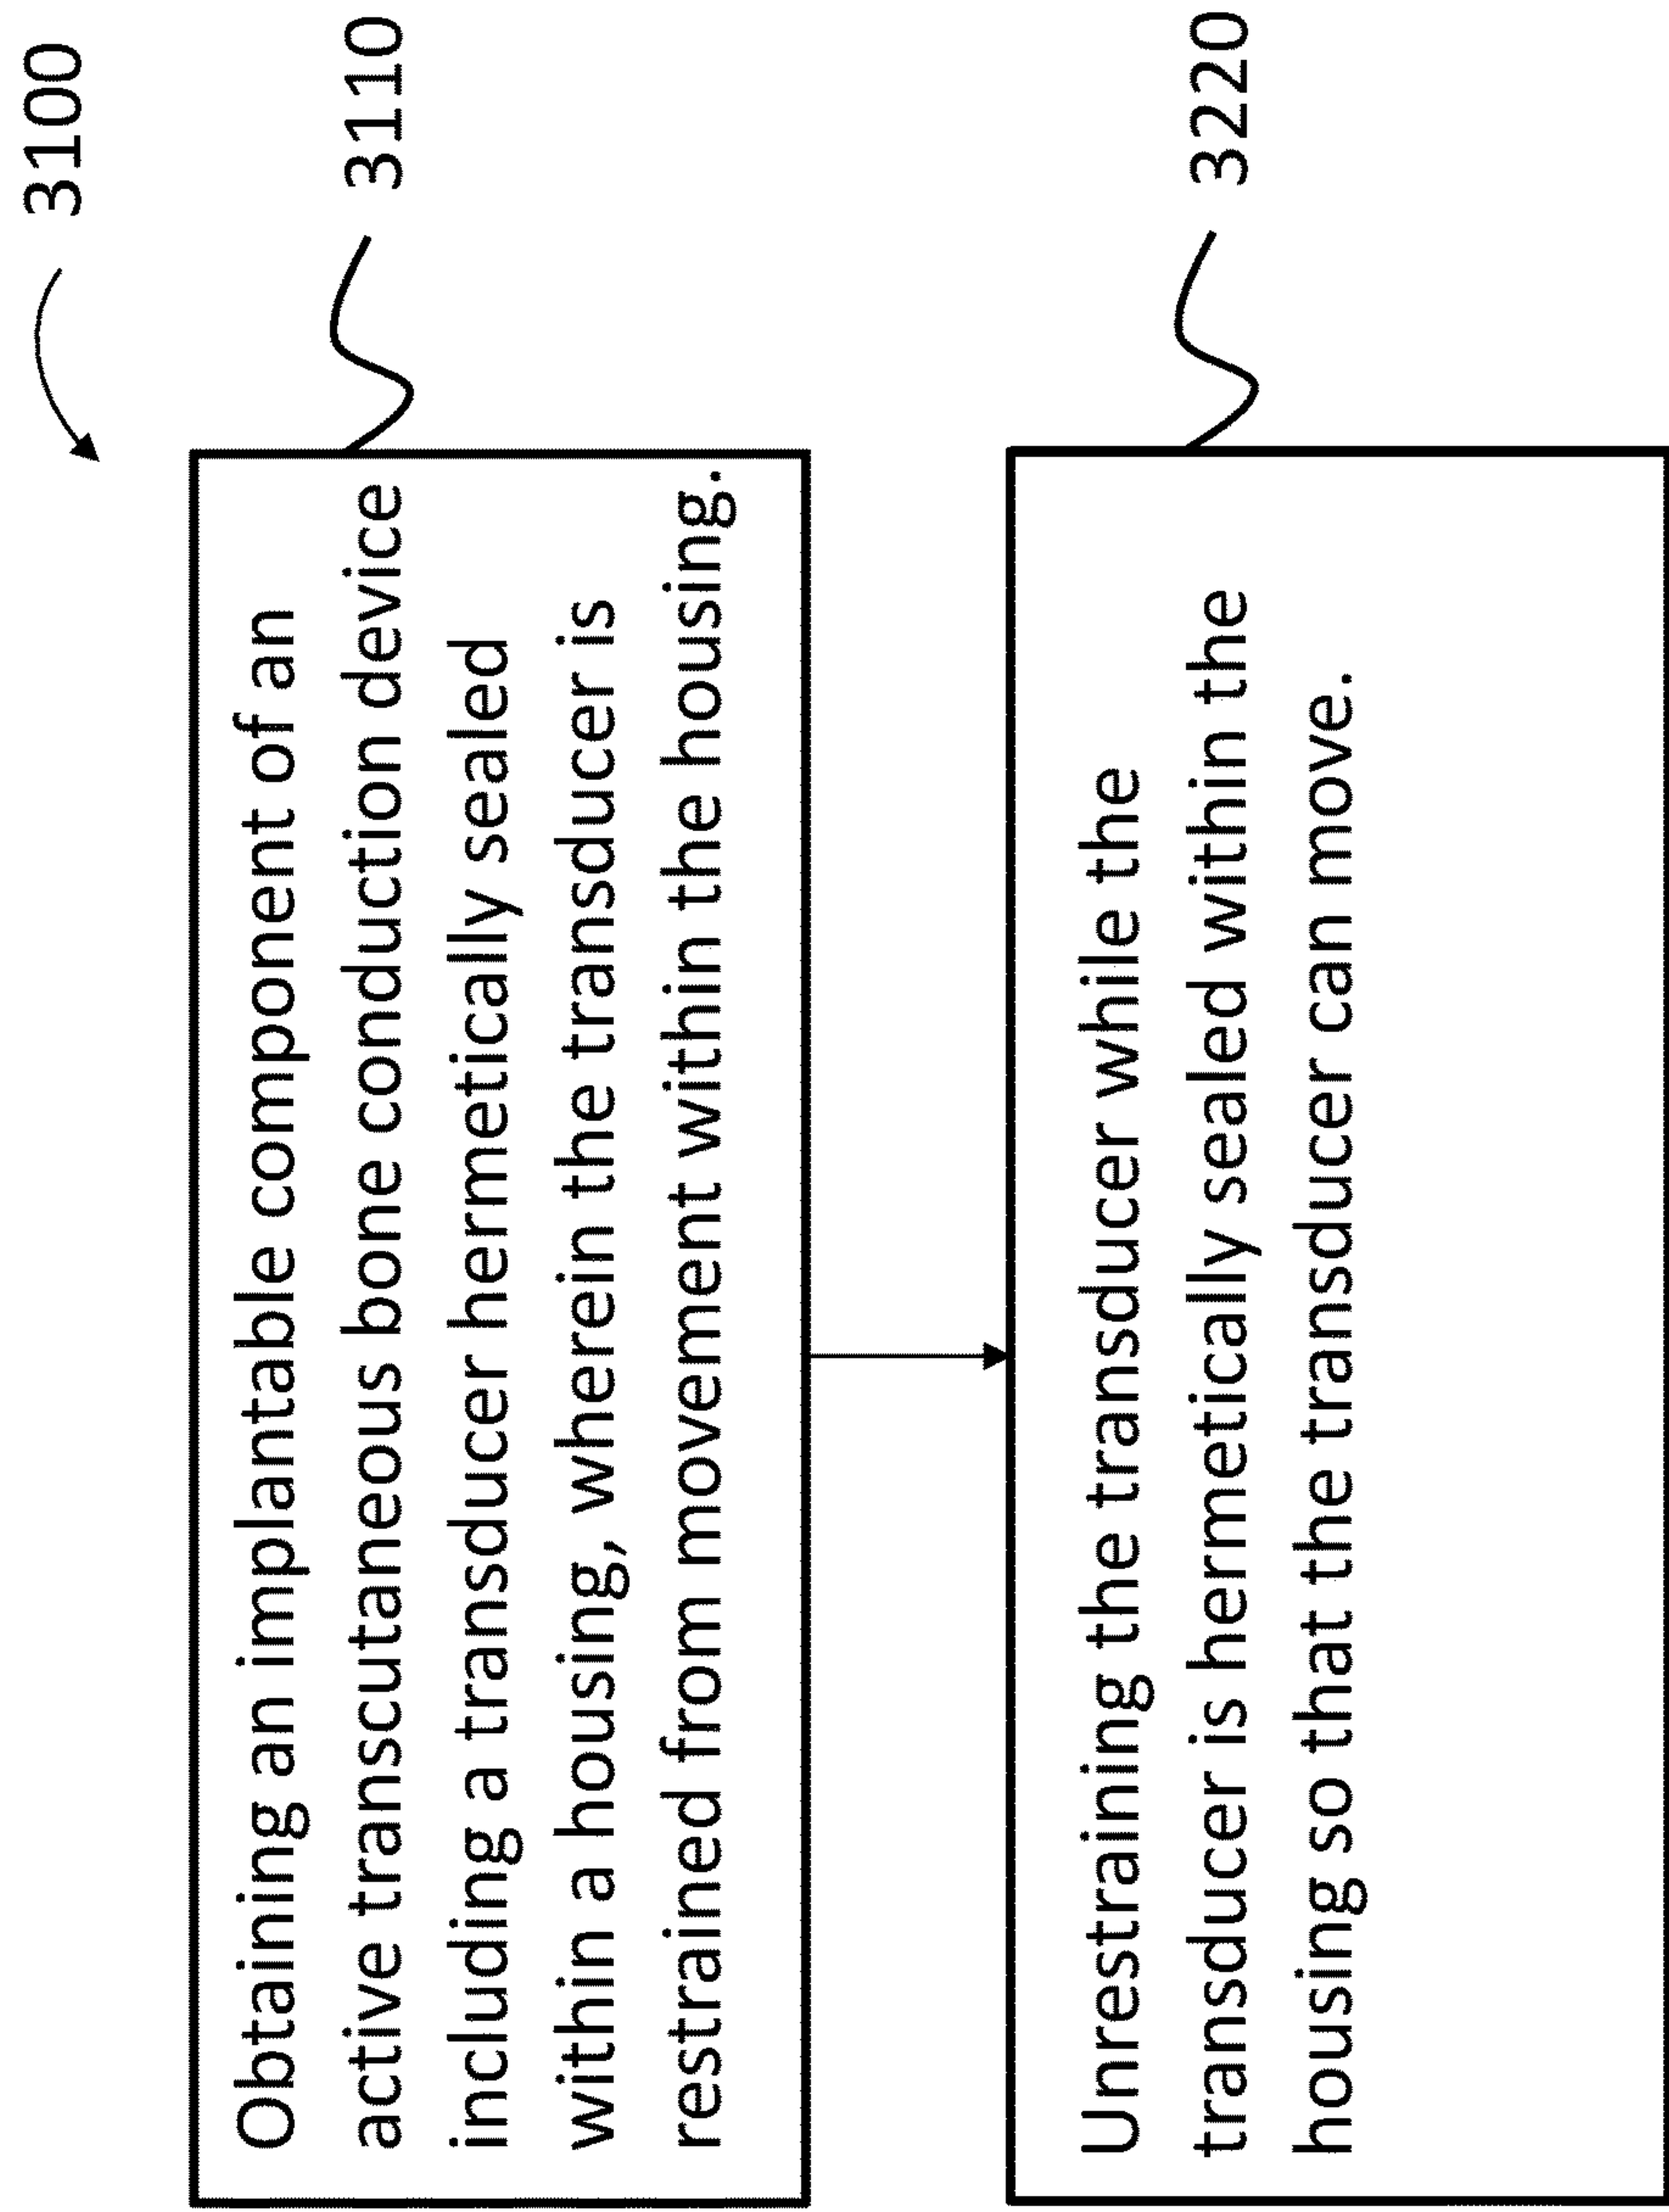 3100
Obtaining an implantable component of an
active transcutaneous bone conduction device
including a transducer hermetically sealed
within a housing, wherein the transducer is
restrained from movement within the housing.
3110
Unrestraining the transducer while the
transducer is hermetically sealed within the
housing so that the transducer can move.
3220